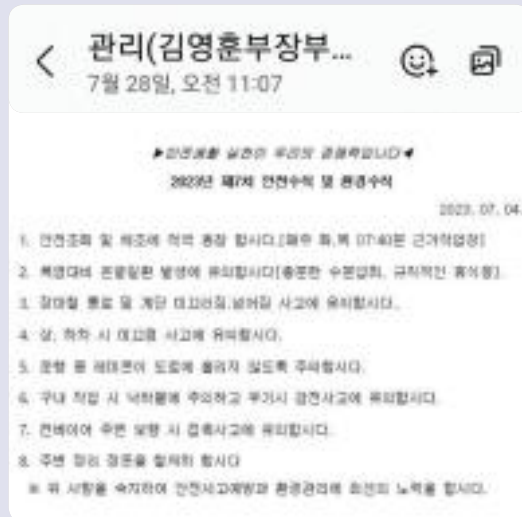 관리(김영훈부장부...
7월 28일, 오전 11:07
▶안전생활 실천이 우리의 경쟁력입니다◀
2023년 제7차 안전수칙 및 환경수칙
2023. 07. 04
1. 안전조회 및 체조에 적극 동참 합시다.[매주 화,목 07:40분 근가작업장]
2. 폭염대비 온열질환 발생에 유의합시다[충분한 수분섭취, 규칙적인 휴식등].
3. 장마철 통로 및 계단 미끄러짐.넘어짐 사고에 유의합시다.
4. 상, 하차 시 미끄럼 사고에 유의합시다.
5. 운행 중 레미콘이 도로에 흘리지 않도록 주의합시다.
6. 구내 작업 시 낙하물에 주의하고 우기시 감전사고에 유의합시다.
7. 컨베이어 주변 보행 시 접촉사고에 유의합시다.
8. 주변 정리 정돈을 철저히 합시다
※ 위 사항을 숙지하여 안전사고예방과 환경관리에 최선의 노력을 합시다.